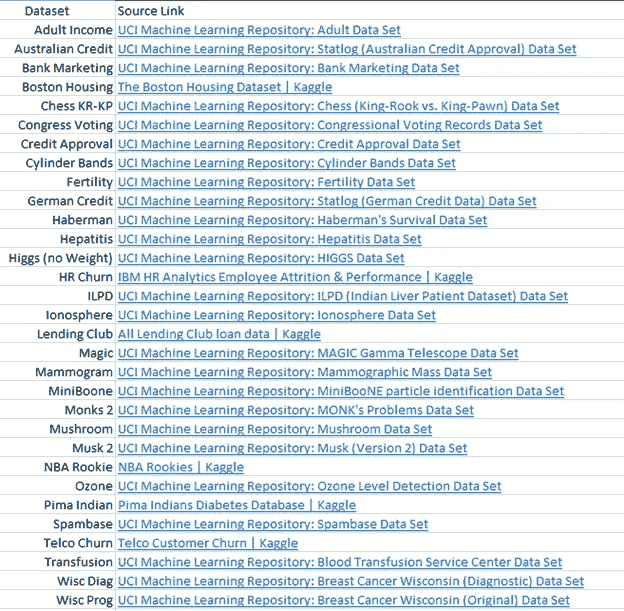 Dataset Source Link
Adult Income UCI Machine Learning Repository: Adult Data Set
Australian Credit UCI Machine Learning Repository: Statlog (Australian Credit Approval) Data Set
Bank Marketing UCI Machine Learning Repository: Bank Marketing Data Set
Boston Housing The Boston Housing Dataset | Kaggle
Chess KR-KP UCI Machine Learning Repository: Chess (King-Rook vs. King-Pawn) Data Set
Congress Voting UCI Machine Learning Repository: Congressional Voting Records Data Set
Credit Approval UCI Machine Learning Repository: Credit Approval Data Set
Cylinder Bands UCI Machine Learning Repository: Cylinder Bands Data Set
Fertility UCI Machine Learning Repository: Fertility Data Set
German Credit UCI Machine Learning Repository: Statlog (German Credit Data) Data Set
Haberman UCI Machine Learning Repository: Haberman's Survival Data Set
Hepatitis UCI Machine Learning Repository: Hepatitis Data Set
Higgs (no Weight) UCI Machine Learning Repository: HIGGS Data Set
HR Churn IBM HR Analytics Employee Attrition & Performance | Kaggle
ILPD UCI Machine Learning Repository: ILPD (Indian Liver Patient Dataset) Data Set
Ionosphere UCI Machine Learning Repository: Ionosphere Data Set
Lending Club All Lending Club loan data | Kaggle
Magic UCI Machine Learning Repository: MAGIC Gamma Telescope Data Set
Mammogram UCI Machine Learning Repository: Mammographic Mass Data Set
MiniBoone UCI Machine Learning Repository: MiniBooNE particle identification Data Set
Monks 2 UCI Machine Learning Repository: MONK's Problems Data Set
Mushroom UCI Machine Learning Repository: Mushroom Data Set
Musk 2 UCI Machine Learning Repository: Musk (Version 2) Data Set
NBA Rookie NBA Rookies | Kaggle
Ozone UCI Machine Learning Repository: Ozone Level Detection Data Set
Pima Indian Pima Indians Diabetes Database | Kaggle
Spambase UCI Machine Learning Repository: Spambase Data Set
Telco Churn Telco Customer Churn | Kaggle
Transfusion UCI Machine Learning Repository: Blood Transfusion Service Center Data Set
Wisc Diag UCI Machine Learning Repository: Breast Cancer Wisconsin (Diagnostic) Data Set
Wisc Prog UCI Machine Learning Repository: Breast Cancer Wisconsin (Original) Data Set